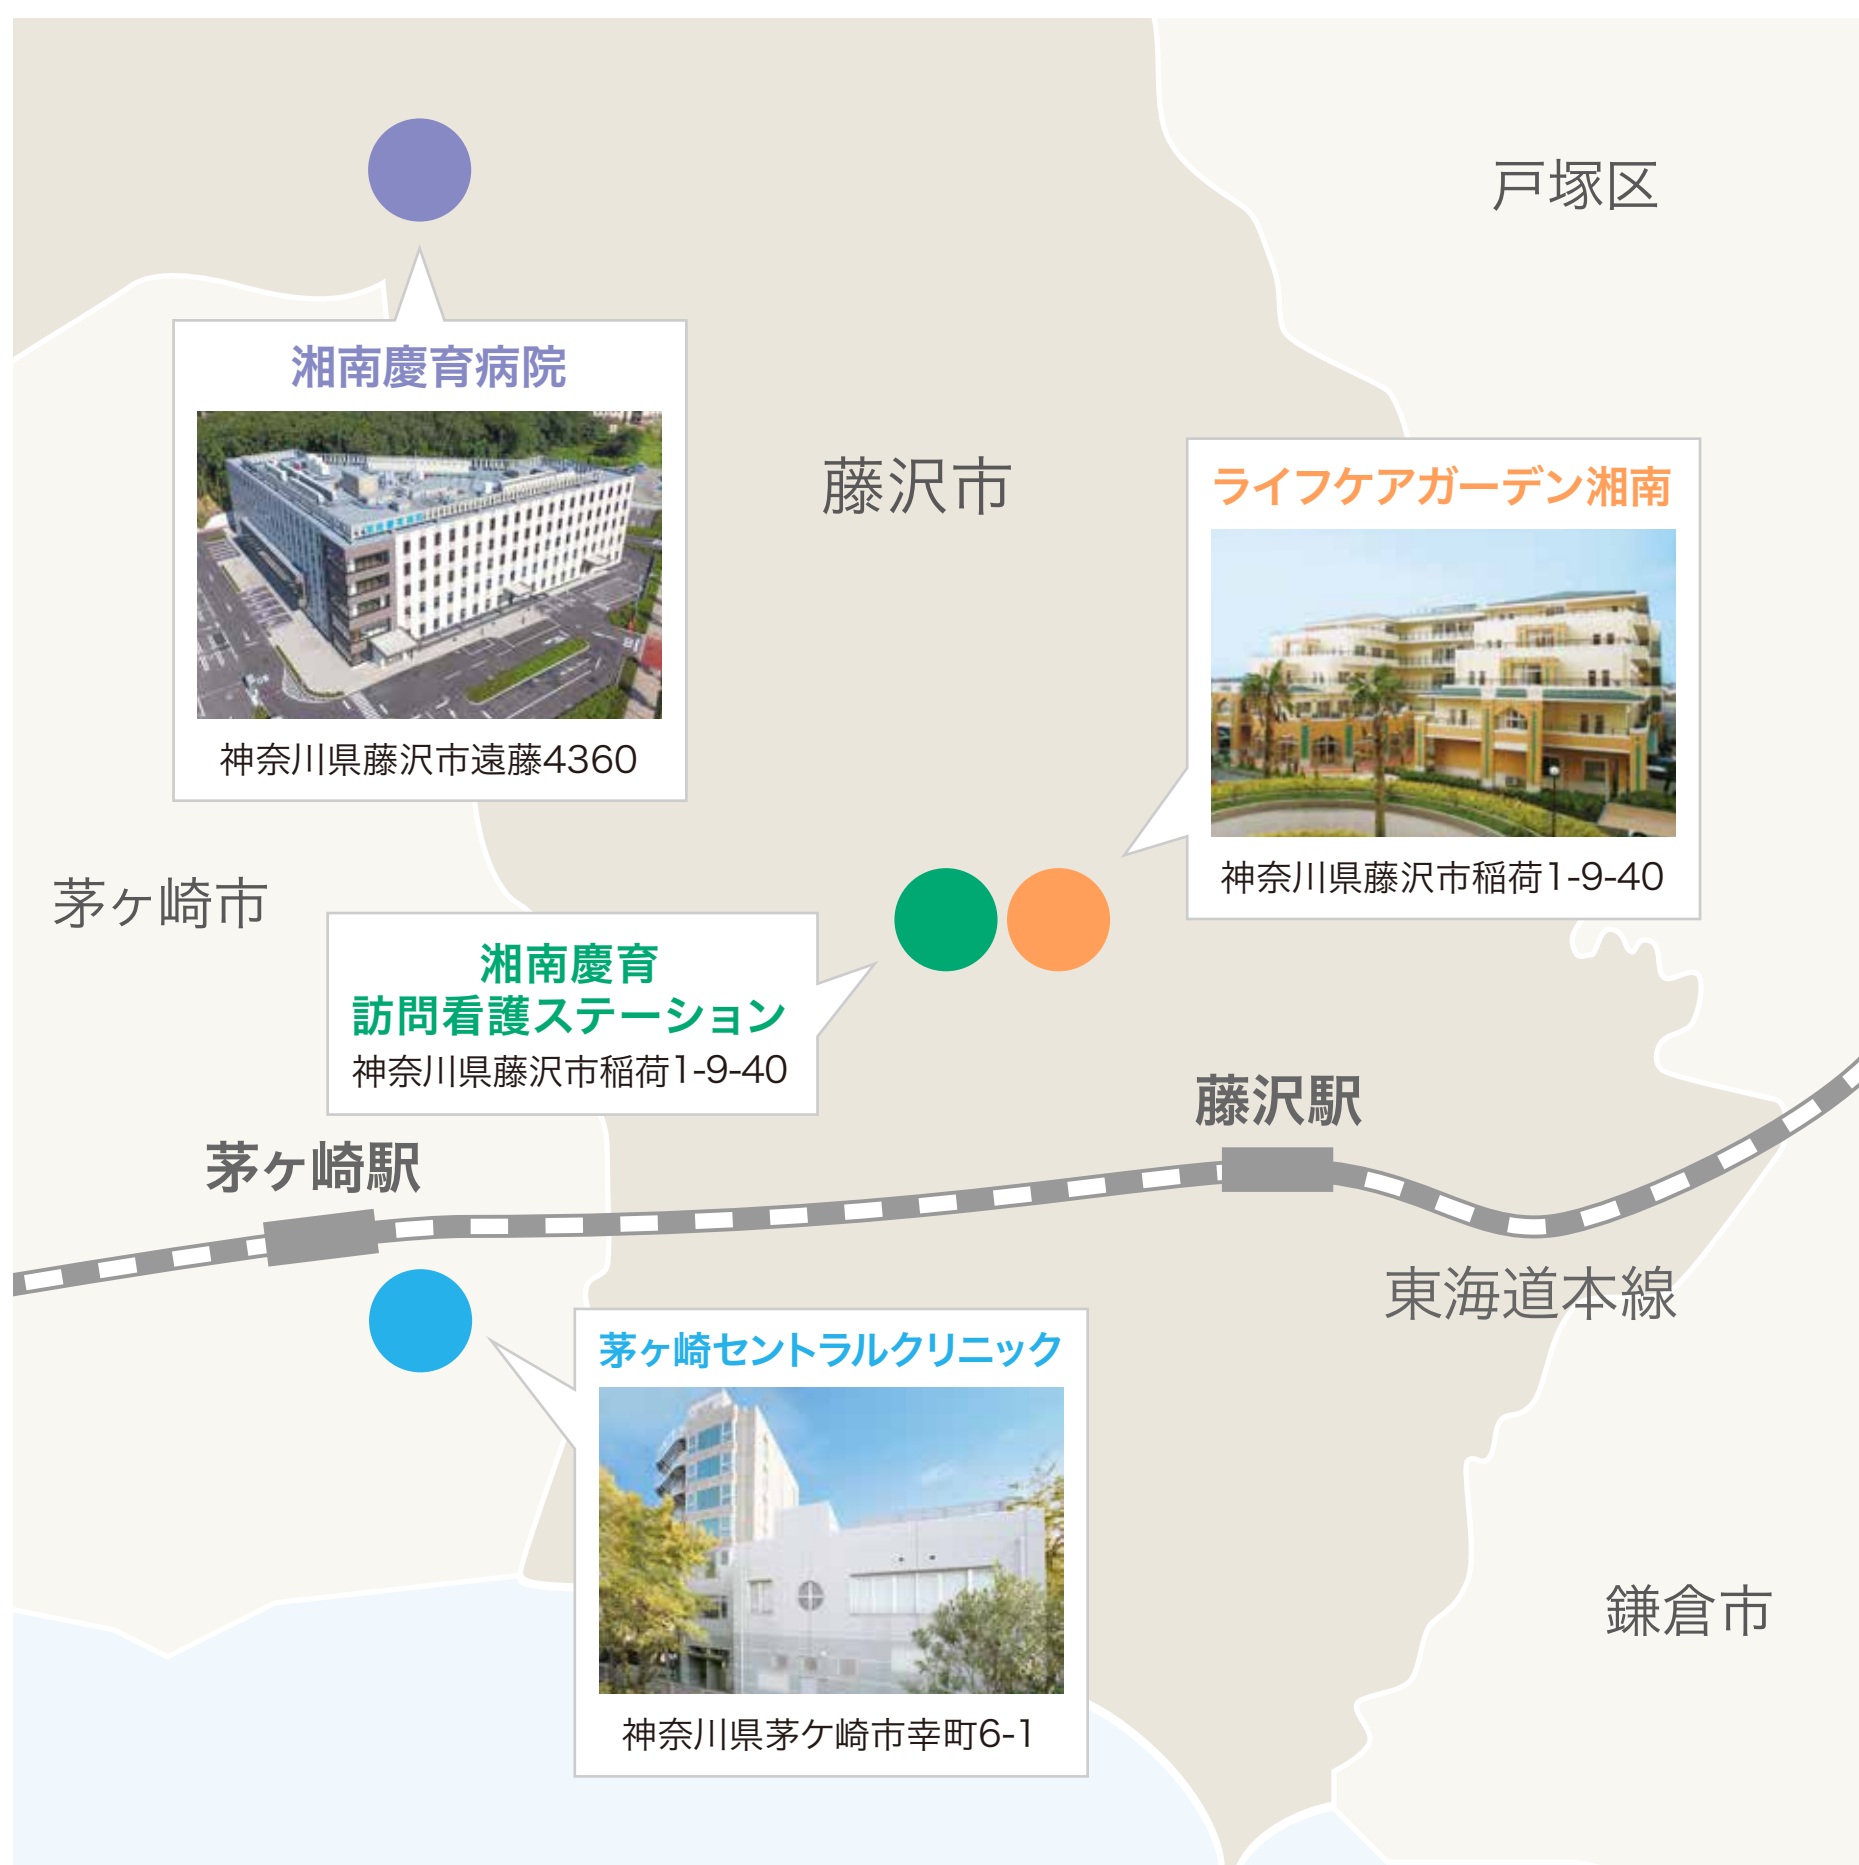 戸塚区
湘南慶育病院
神奈川県藤沢市遠藤4360
藤沢市
ライフケアガーデン湘南
神奈川県藤沢市稲荷1-9-40
茅ヶ崎市
湘南慶育
訪問看護ステーション
神奈川県藤沢市稲荷1-9-40
藤沢駅
茅ヶ崎駅
東海道本線
茅ヶ崎セントラルクリニック
神奈川県茅ケ崎市幸町6-1
鎌倉市